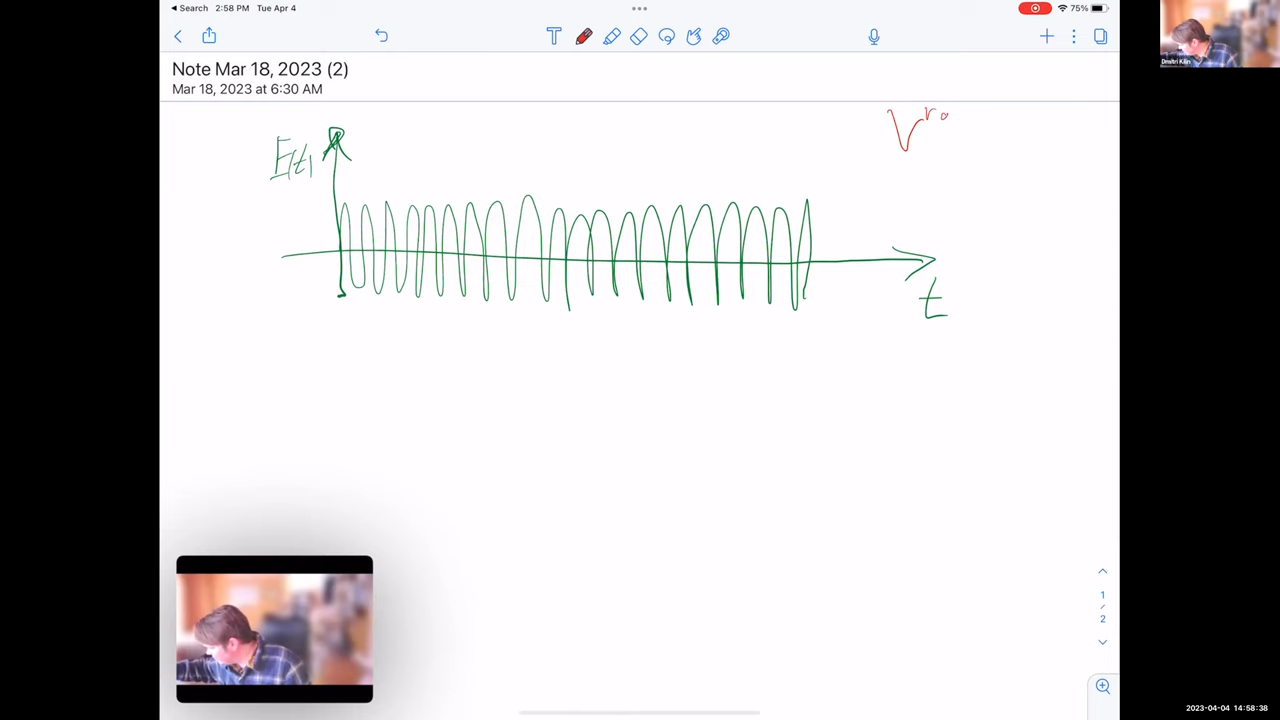 Search 2:58 PM Tue Apr 4
75%
Dmitri Kilin
T
Note Mar 18, 2023 (2)
Mar 18, 2023 at 6:30 AM
V^ro
E(t)
t
1
/
2
2023-04-04 14:58:38